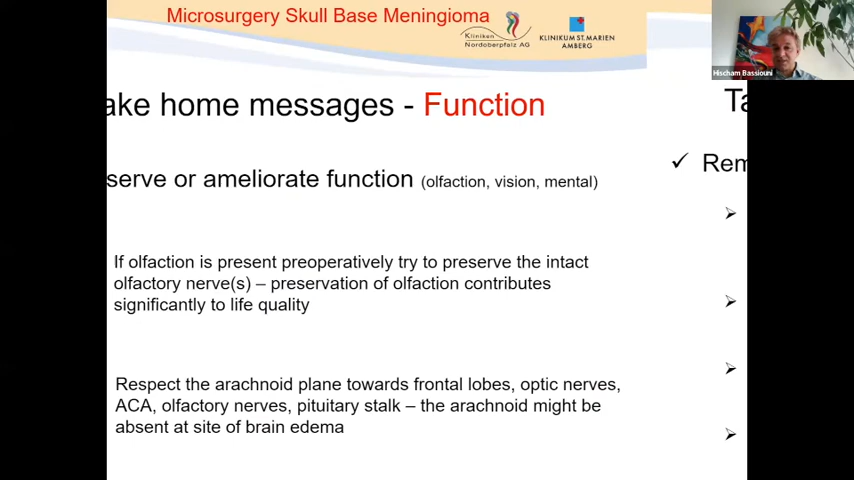 Microsurgery Skull Base Meningioma
Kliniken
Nordoberpfalz AG
KLINIKUM ST. MARIEN
AMBERG
Hischam Bassiouni
ake home messages - Function
Ta
serve or ameliorate function (olfaction, vision, mental)
✓ Rem
If olfaction is present preoperatively try to preserve the intact
olfactory nerve(s) – preservation of olfaction contributes
significantly to life quality
Respect the arachnoid plane towards frontal lobes, optic nerves,
ACA, olfactory nerves, pituitary stalk – the arachnoid might be
absent at site of brain edema